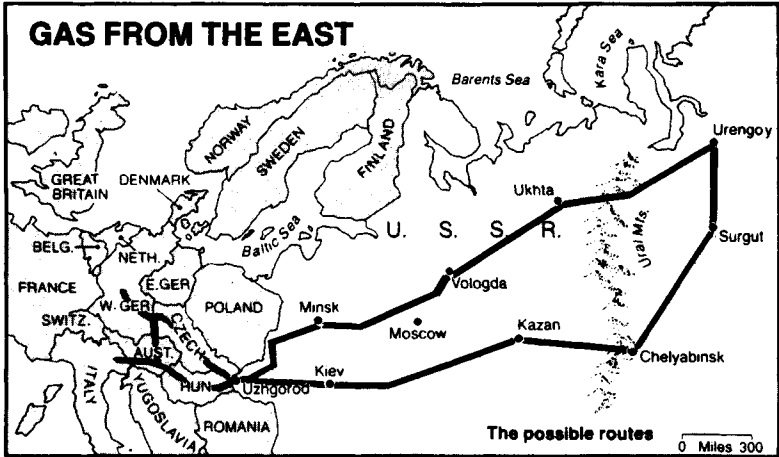 GAS FROM THE EAST
Barents Sea
Kara Sea
Urengoy
NORWAY
SWEDEN
FINLAND
GREAT
BRITAIN
DENMARK
Ukhta
Ural Mts.
Surgut
U. S. S. R.
Baltic Sea
BELG.
NETH.
E.GER
FRANCE
W. GER
POLAND
Vologda
Minsk
Moscow
Kazan
SWITZ.
CZECH
AUST.
Chelyabinsk
Kiev
HUN.
Uzhgorod
ITALY
YUGOSLAVIA
ROMANIA
The possible routes
0 Miles 300